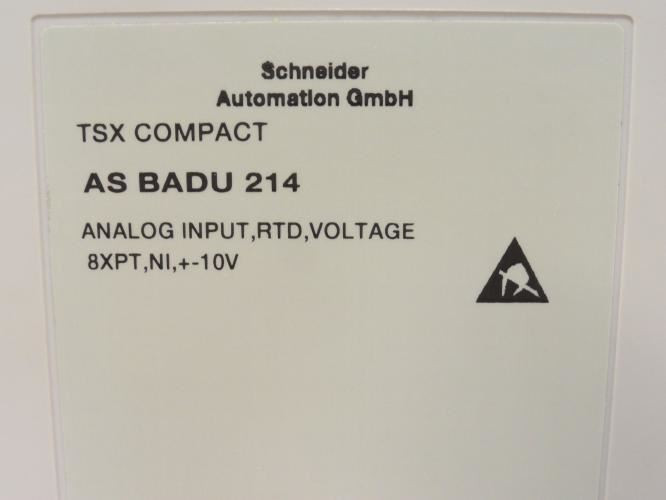 Schneider
Automation GmbH
TSX COMPACT
AS BADU 214
ANALOG INPUT,RTD,VOLTAGE
8XPT,NI,+-10V